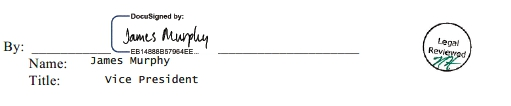 DocuSigned by:
James Murphy
By:
EB14888B57964EE...
Name: James Murphy
Title: Vice President
Legal
Reviewed